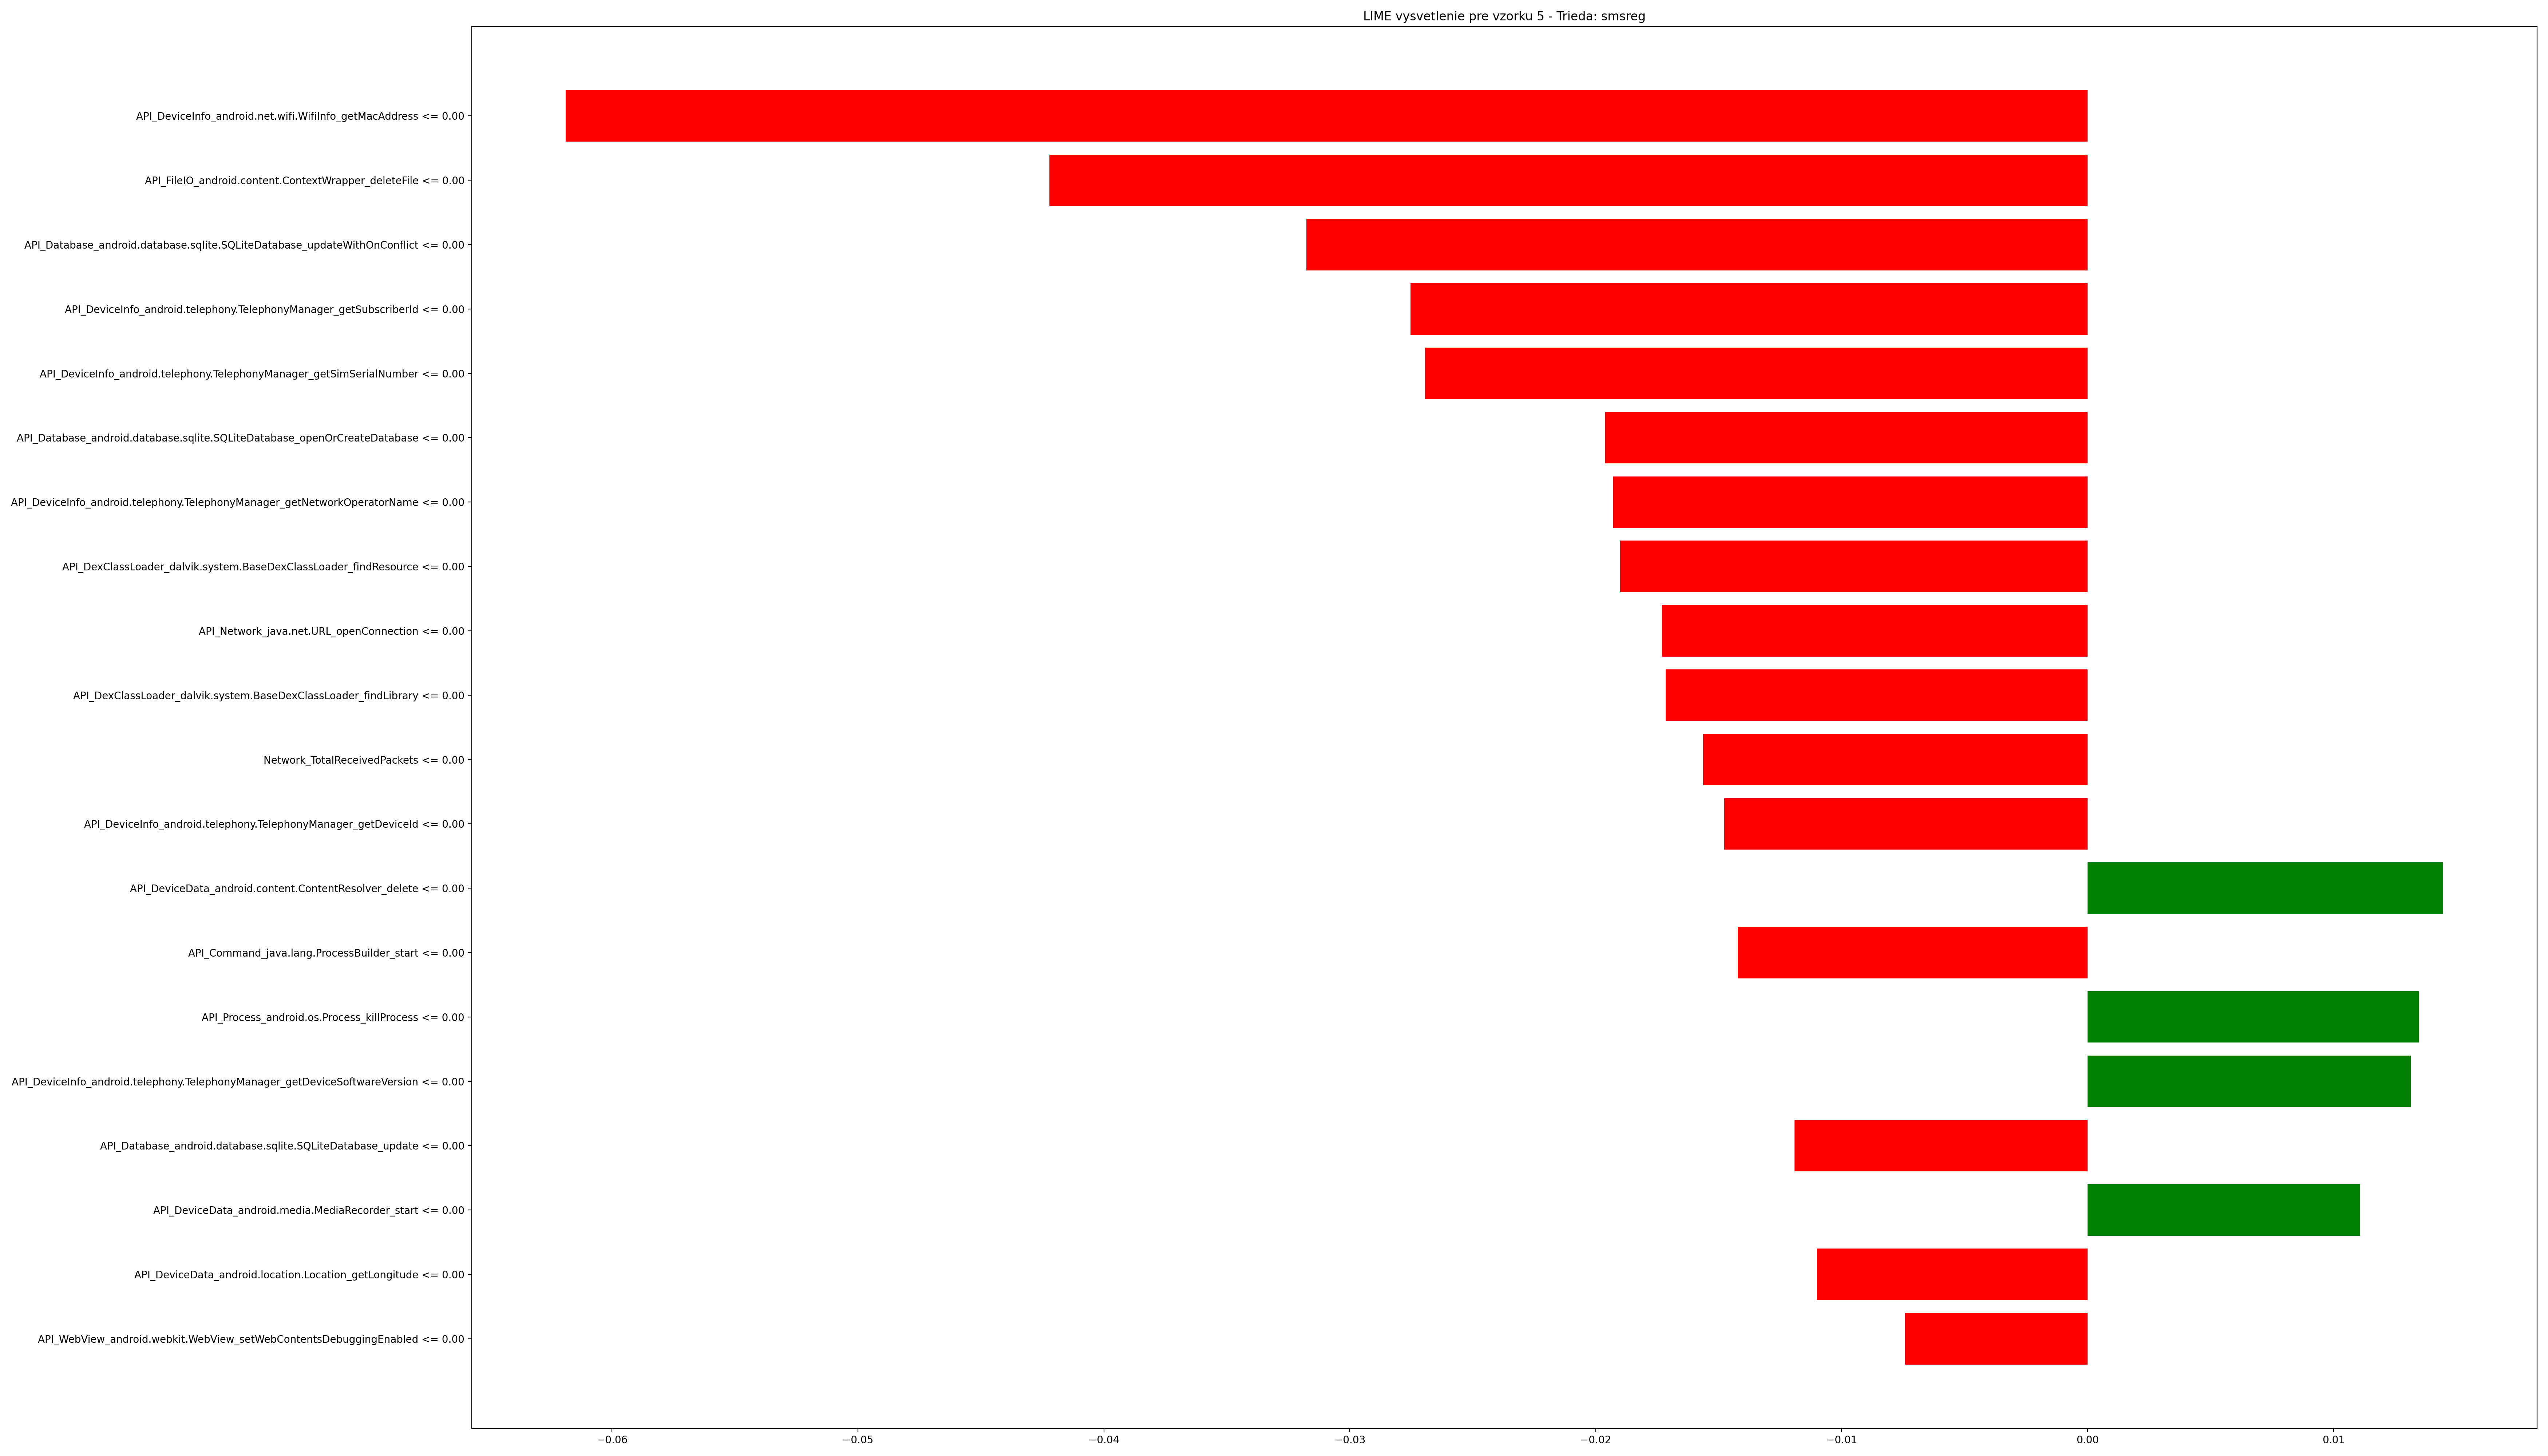 LIME vysvetlenie pre vzorku 5 - Trieda: smsreg
API_DeviceInfo_android.net.wifi.WifiInfo_getMacAddress <= 0.00
API_FileIO_android.content.ContextWrapper_deleteFile <= 0.00
API_Database_android.database.sqlite.SQLiteDatabase_updateWithOnConflict <= 0.00
API_DeviceInfo_android.telephony.TelephonyManager_getSubscriberId <= 0.00
API_DeviceInfo_android.telephony.TelephonyManager_getSimSerialNumber <= 0.00
API_Database_android.database.sqlite.SQLiteDatabase_openOrCreateDatabase <= 0.00
API_DeviceInfo_android.telephony.TelephonyManager_getNetworkOperatorName <= 0.00
API_DexClassLoader_dalvik.system.BaseDexClassLoader_findResource <= 0.00
API_Network_java.net.URL_openConnection <= 0.00
API_DexClassLoader_dalvik.system.BaseDexClassLoader_findLibrary <= 0.00
Network_TotalReceivedPackets <= 0.00
API_DeviceInfo_android.telephony.TelephonyManager_getDeviceId <= 0.00
API_DeviceData_android.content.ContentResolver_delete <= 0.00
API_Command_java.lang.ProcessBuilder_start <= 0.00
API_Process_android.os.Process_killProcess <= 0.00
API_DeviceInfo_android.telephony.TelephonyManager_getDeviceSoftwareVersion <= 0.00
API_Database_android.database.sqlite.SQLiteDatabase_update <= 0.00
API_DeviceData_android.media.MediaRecorder_start <= 0.00
API_DeviceData_android.location.Location_getLongitude <= 0.00
API_WebView_android.webkit.WebView_setWebContentsDebuggingEnabled <= 0.00
−0.06 −0.05 −0.04 −0.03 −0.02 −0.01 0.00 0.01